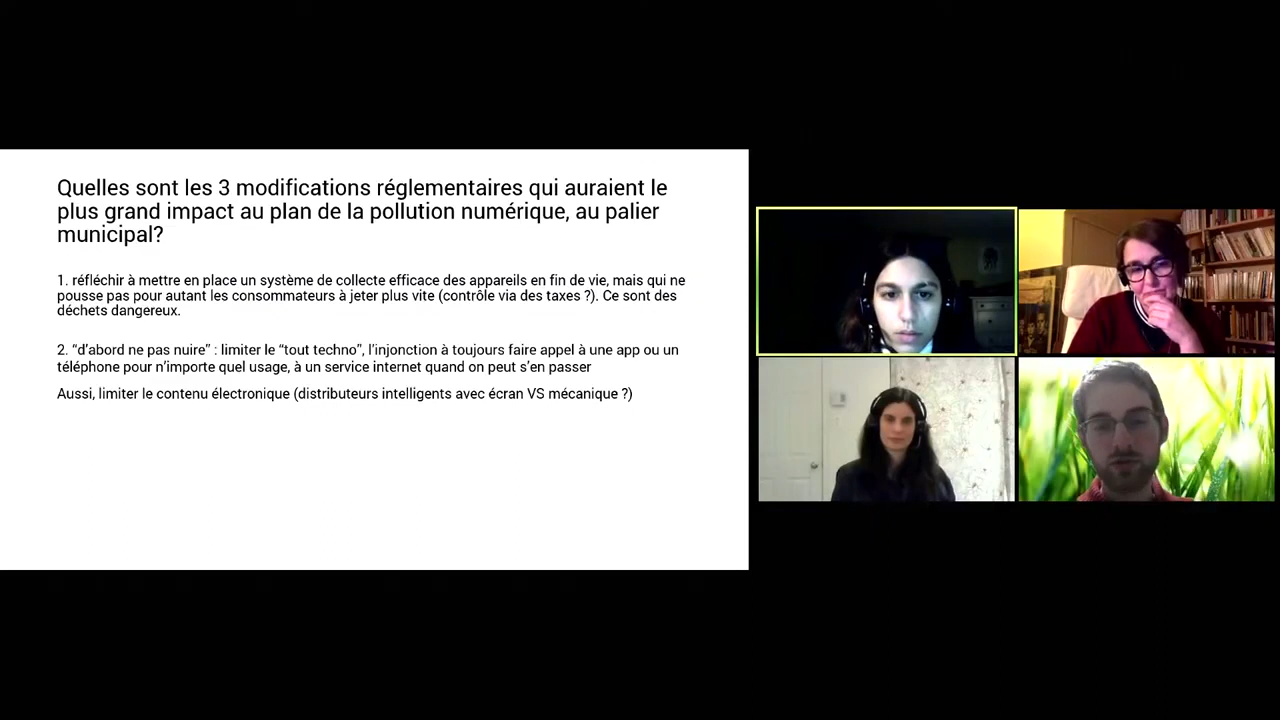 Quelles sont les 3 modifications réglementaires qui auraient le
plus grand impact au plan de la pollution numérique, au palier
municipal?
1. réfléchir à mettre en place un système de collecte efficace des appareils en fin de vie, mais qui ne
pousse pas pour autant les consommateurs à jeter plus vite (contrôle via des taxes ?). Ce sont des
déchets dangereux.
2. “d’abord ne pas nuire” : limiter le “tout techno”, l’injonction à toujours faire appel à une app ou un
téléphone pour n’importe quel usage, à un service internet quand on peut s’en passer
Aussi, limiter le contenu électronique (distributeurs intelligents avec écran VS mécanique ?)